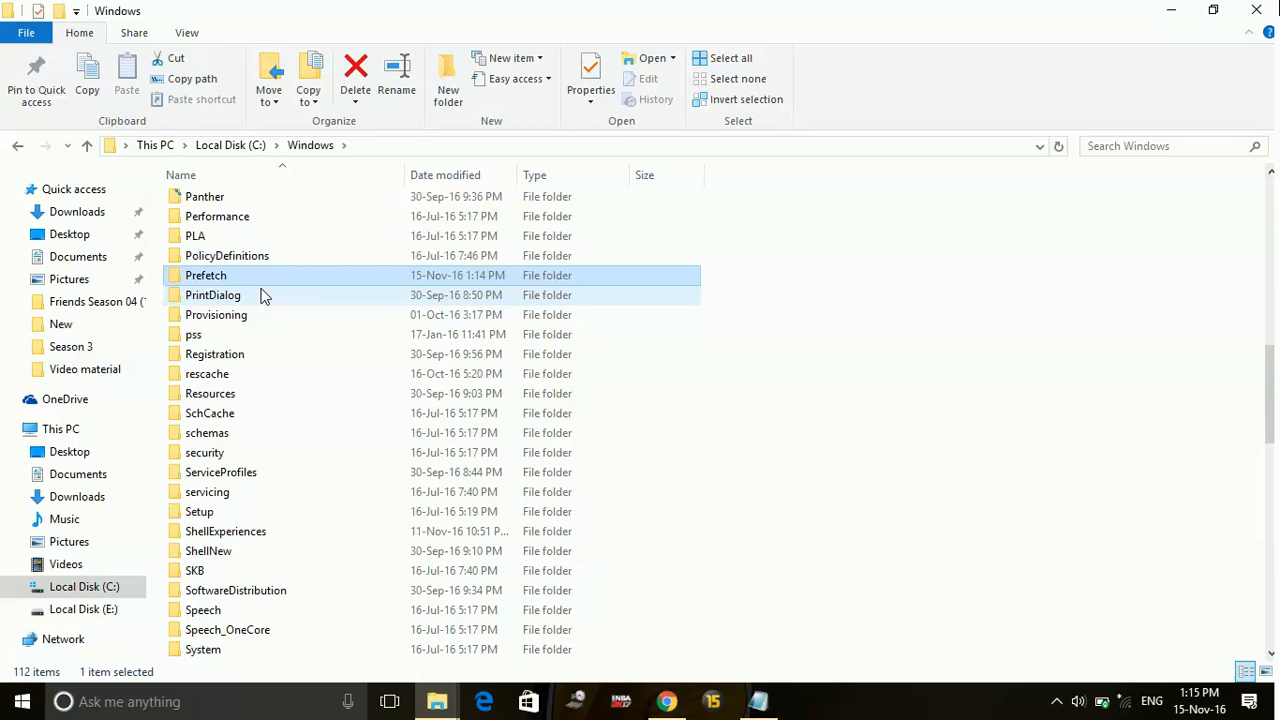 Windows
File Home Share View
Pin to Quick access
Copy
Paste
Cut
Copy path
Paste shortcut
Clipboard
Move to
Copy to
Delete
Rename
Organize
New folder
New item
Easy access
New
Properties
Open
Edit
History
Open
Select all
Select none
Invert selection
Select
This PC Local Disk (C:) Windows
Search Windows
Quick access
Downloads
Desktop
Documents
Pictures
Friends Season 04 (
New
Season 3
Video material
OneDrive
This PC
Desktop
Documents
Downloads
Music
Pictures
Videos
Local Disk (C:)
Local Disk (E:)
Network
Name Date modified Type Size
Panther 30-Sep-16 9:36 PM File folder
Performance 16-Jul-16 5:17 PM File folder
PLA 16-Jul-16 5:17 PM File folder
PolicyDefinitions 16-Jul-16 7:46 PM File folder
Prefetch 15-Nov-16 1:14 PM File folder
PrintDialog 30-Sep-16 8:50 PM File folder
Provisioning 01-Oct-16 3:17 PM File folder
pss 17-Jan-16 11:41 PM File folder
Registration 30-Sep-16 9:56 PM File folder
rescache 16-Oct-16 5:20 PM File folder
Resources 30-Sep-16 9:03 PM File folder
SchCache 16-Jul-16 5:17 PM File folder
schemas 16-Jul-16 5:17 PM File folder
security 16-Jul-16 5:17 PM File folder
ServiceProfiles 30-Sep-16 8:44 PM File folder
servicing 16-Jul-16 7:40 PM File folder
Setup 16-Jul-16 5:19 PM File folder
ShellExperiences 11-Nov-16 10:51 P... File folder
ShellNew 30-Sep-16 9:10 PM File folder
SKB 16-Jul-16 7:40 PM File folder
SoftwareDistribution 30-Sep-16 9:34 PM File folder
Speech 16-Jul-16 5:17 PM File folder
Speech_OneCore 16-Jul-16 5:17 PM File folder
System 16-Jul-16 5:17 PM File folder
112 items 1 item selected
Ask me anything
15
ENG
1:15 PM
15-Nov-16